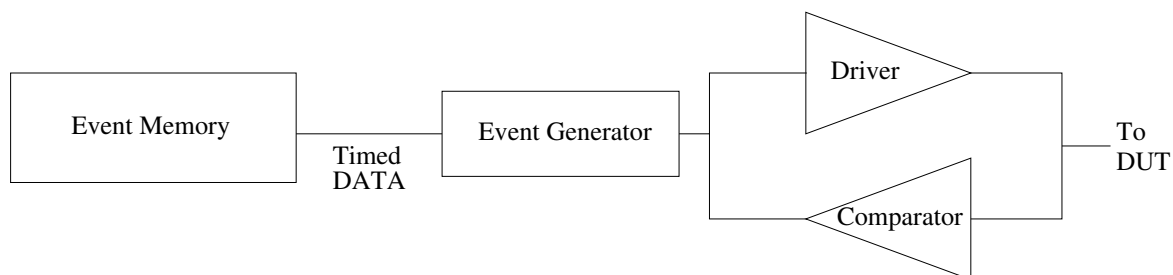 Event Memory
Timed
DATA
Event Generator
Driver
Comparator
To
DUT